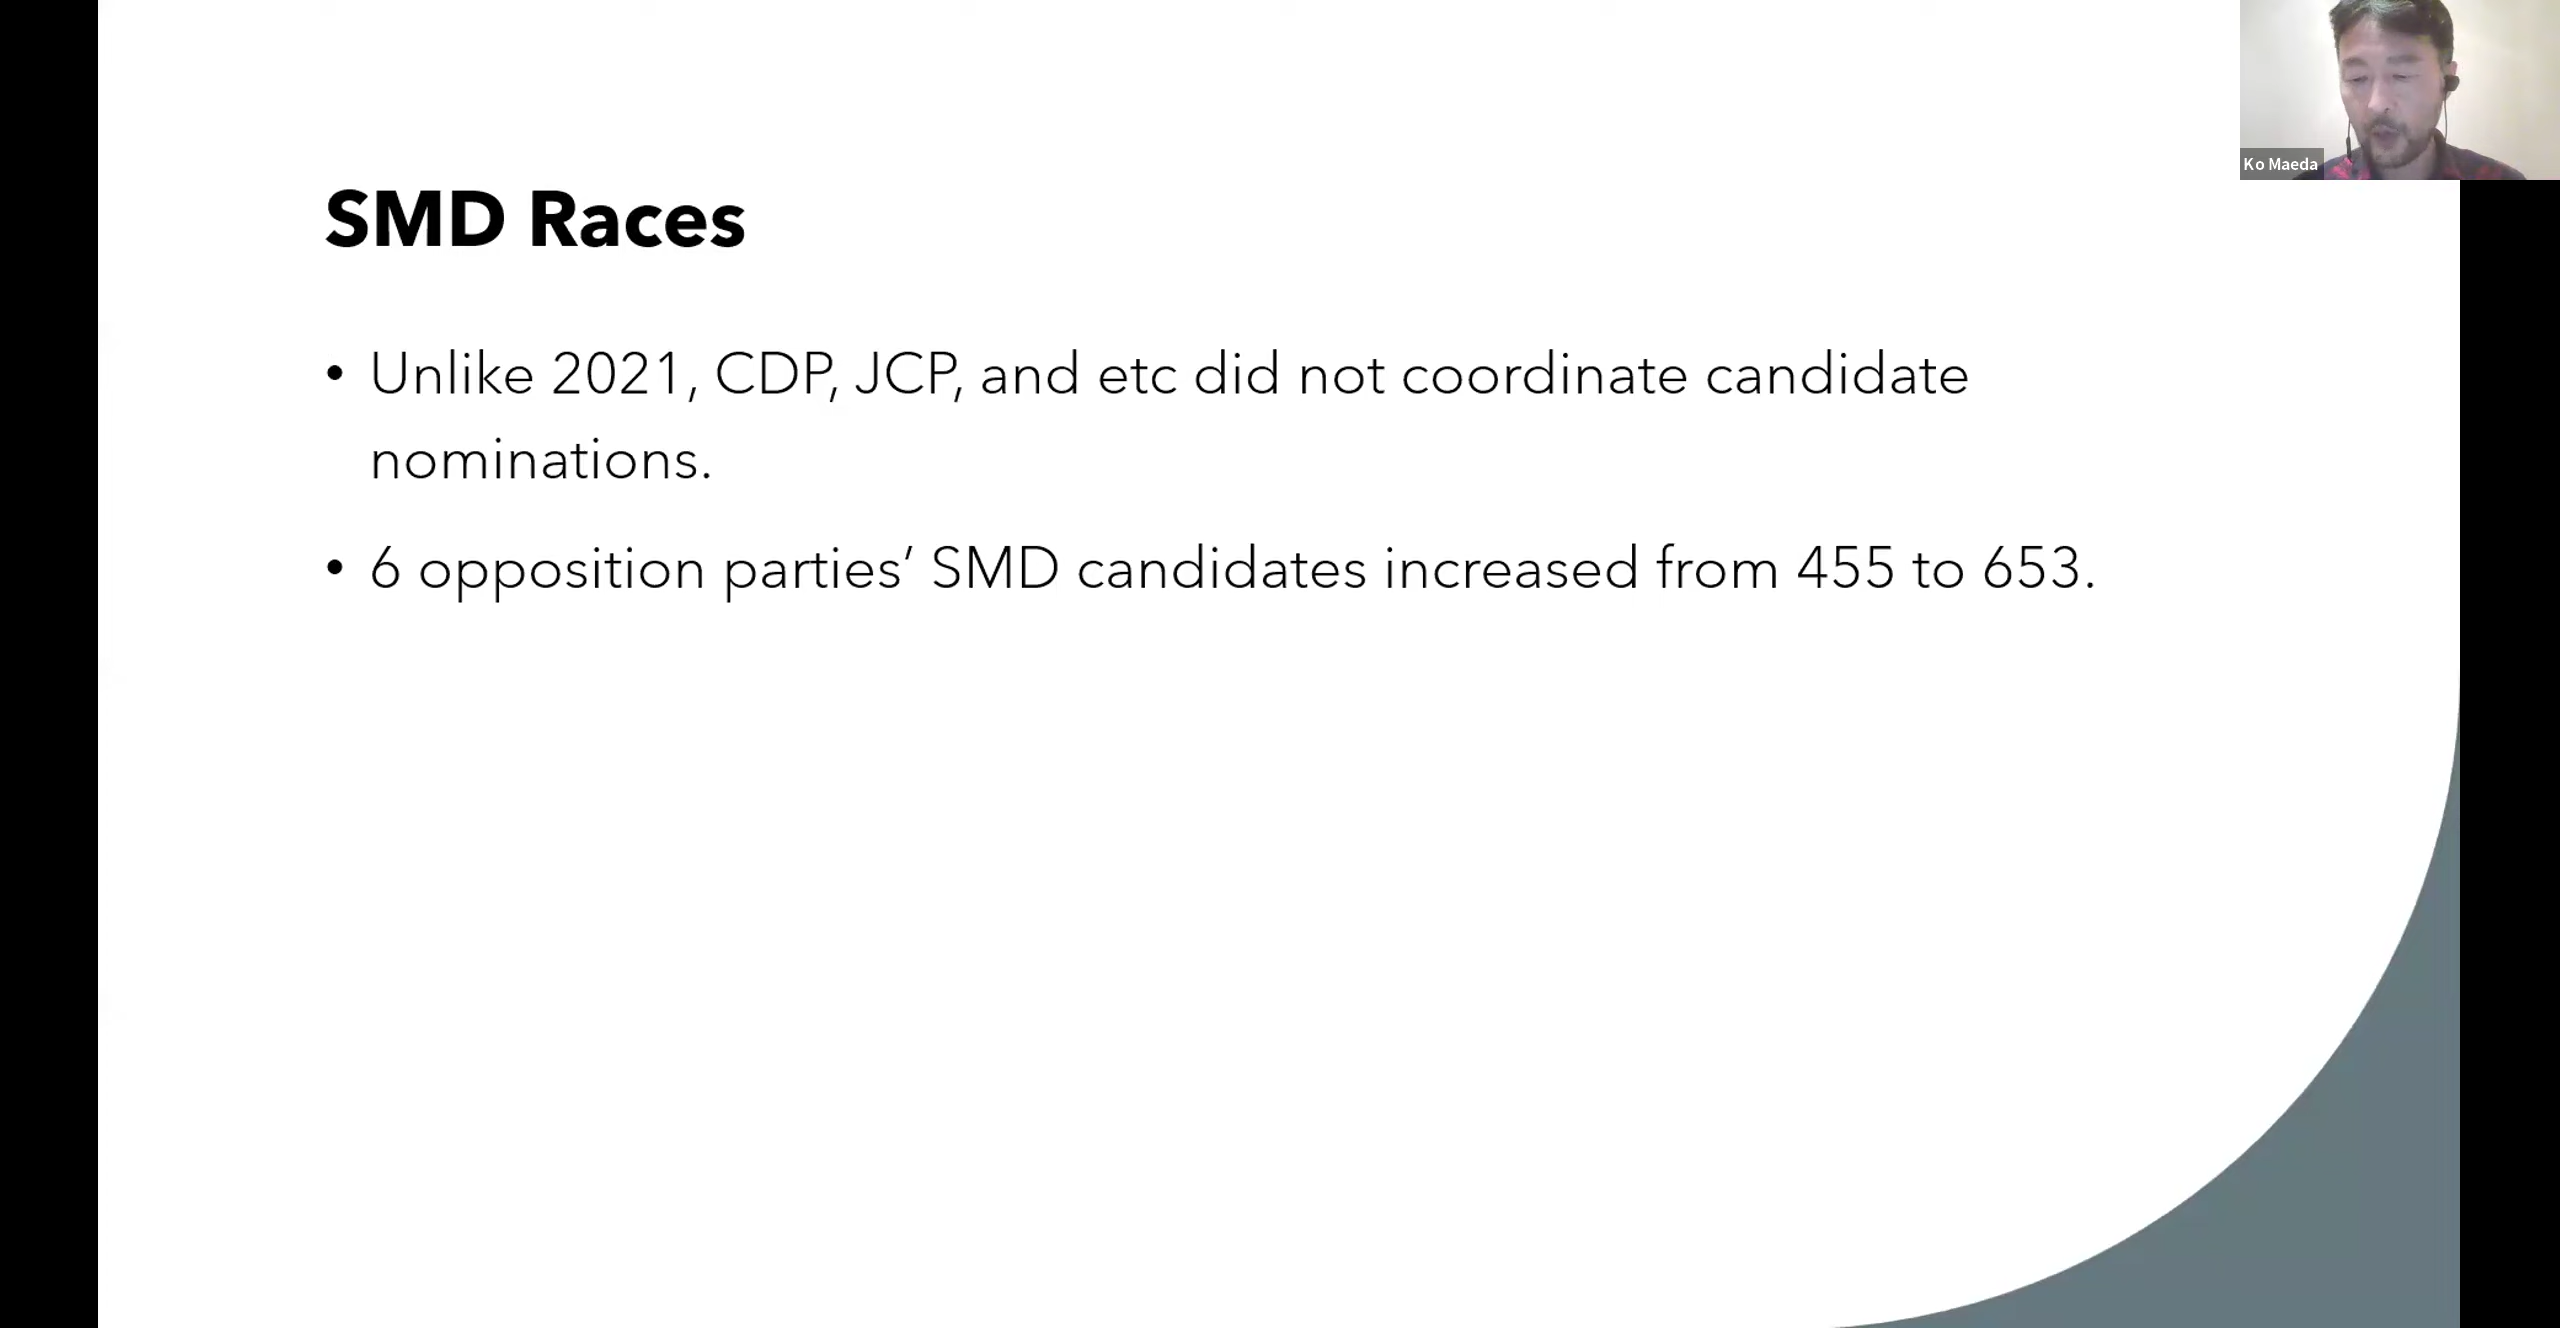 Ko Maeda
SMD Races
• Unlike 2021, CDP, JCP, and etc did not coordinate candidate
nominations.
• 6 opposition parties’ SMD candidates increased from 455 to 653.